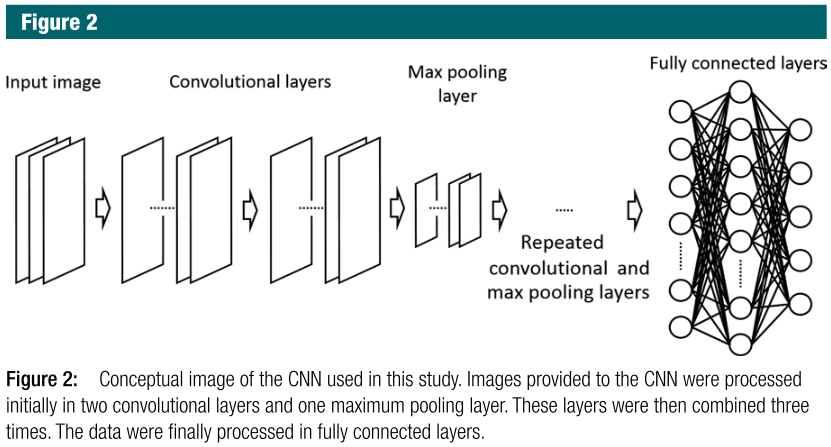 Figure 2
Input image
Convolutional layers
Max pooling
layer
Fully connected layers
Repeated
convolutional and
max pooling layers
Figure 2: Conceptual image of the CNN used in this study. Images provided to the CNN were processed
initially in two convolutional layers and one maximum pooling layer. These layers were then combined three
times. The data were finally processed in fully connected layers.